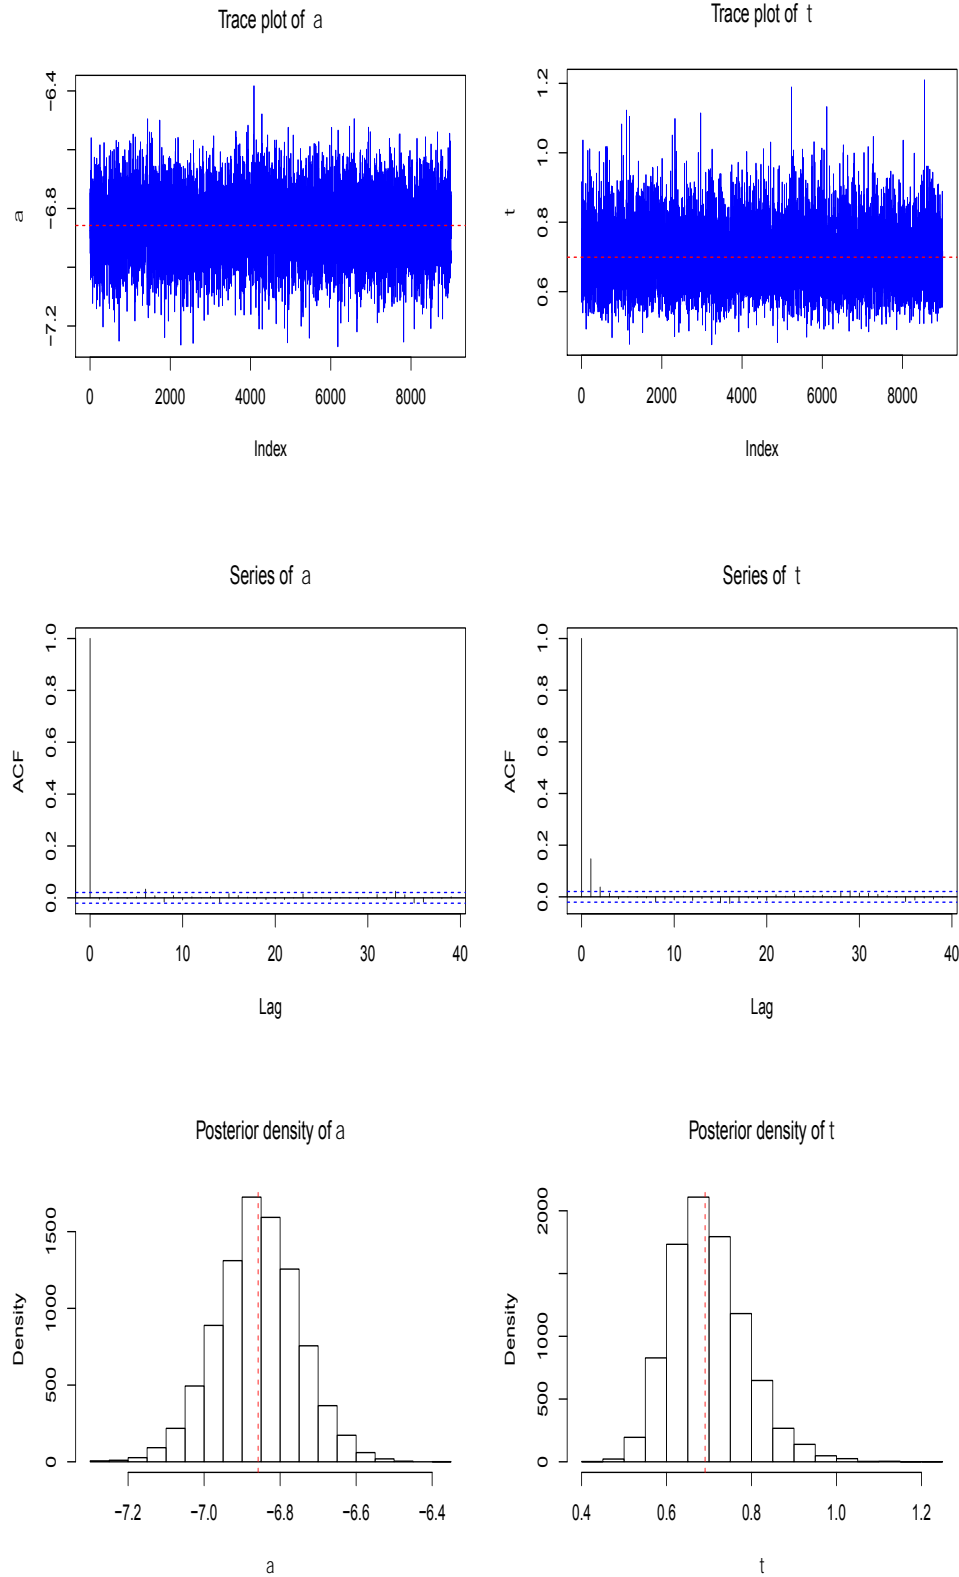 Trace plot of a
Trace plot of t
a
−7.2
−6.8
−6.4
0 2000 4000 6000 8000
Index
t
0.6 0.8 1.0 1.2
0 2000 4000 6000 8000
Index
Series of a
Series of t
ACF
0.0 0.2 0.4 0.6 0.8 1.0
0 10 20 30 40
Lag
ACF
0.0 0.2 0.4 0.6 0.8 1.0
0 10 20 30 40
Lag
Posterior density of a
Posterior density of t
Density
0 500 1000 1500
−7.2 −7.0 −6.8 −6.6 −6.4
a
Density
0 500 1000 2000
0.4 0.6 0.8 1.0 1.2
t